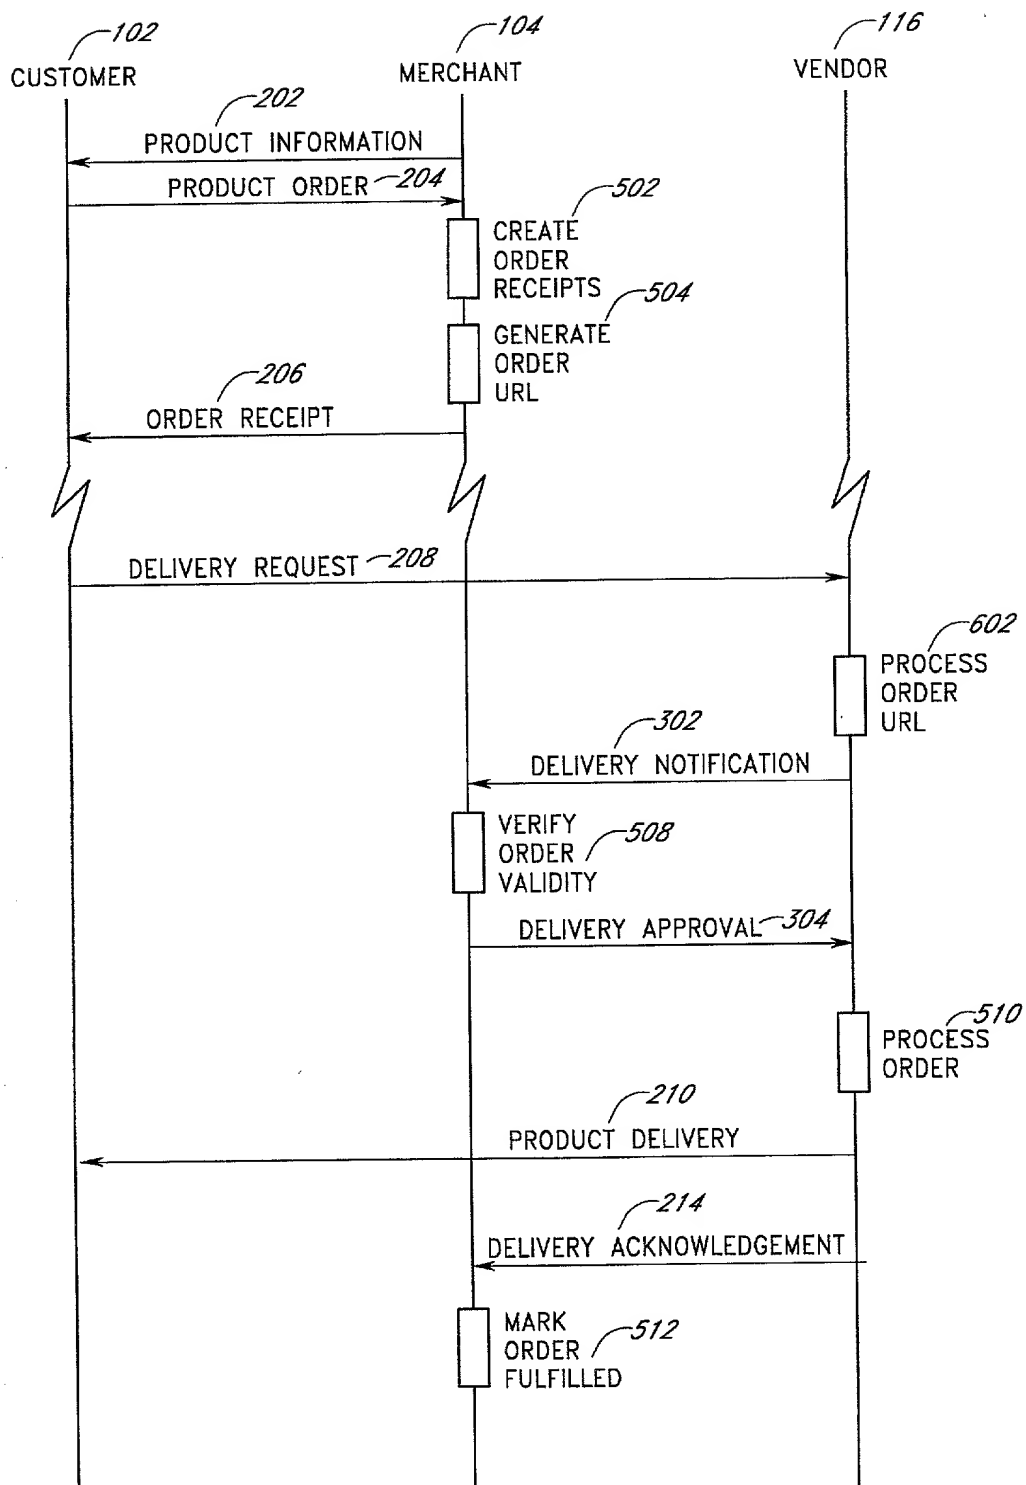 102
104
116
CUSTOMER
MERCHANT
VENDOR
202
PRODUCT INFORMATION
PRODUCT ORDER 204
502
CREATE
ORDER
RECEIPTS
504
GENERATE
ORDER
URL
206
ORDER RECEIPT
DELIVERY REQUEST 208
602
PROCESS
ORDER
URL
302
DELIVERY NOTIFICATION
VERIFY
ORDER 508
VALIDITY
DELIVERY APPROVAL 304
510
PROCESS
ORDER
210
PRODUCT DELIVERY
214
DELIVERY ACKNOWLEDGEMENT
MARK
ORDER 512
FULFILLED